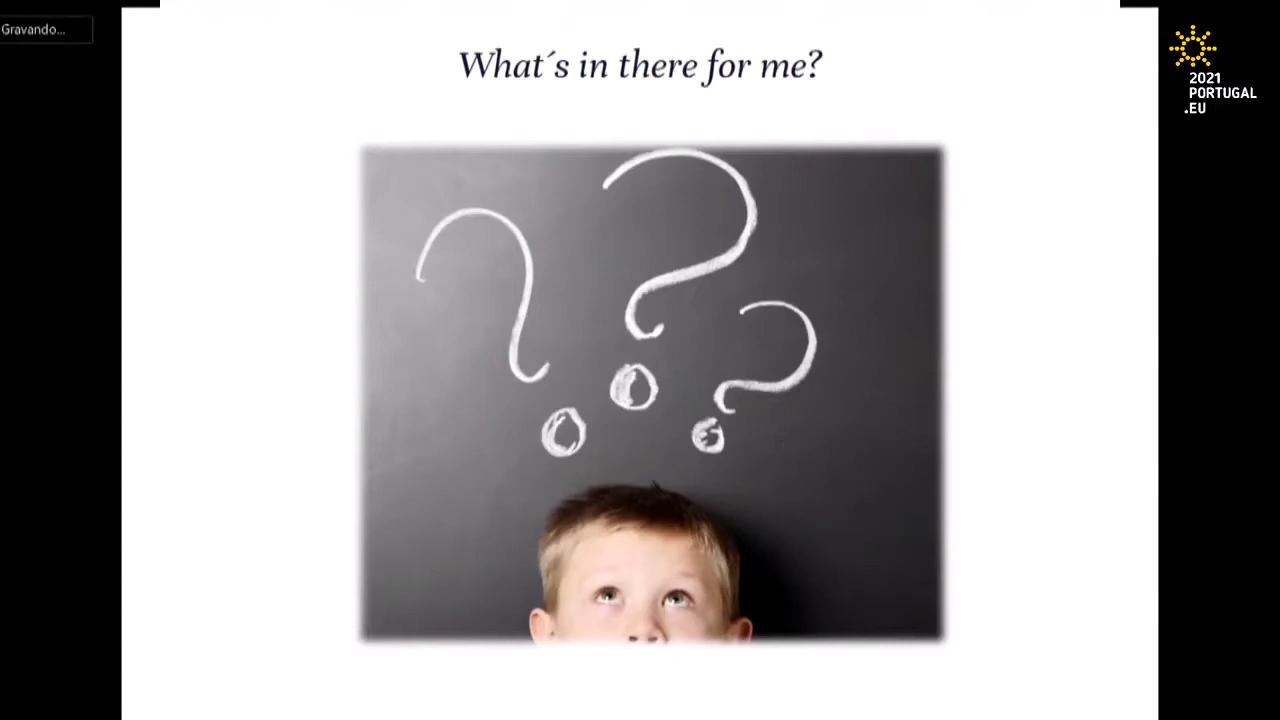 Gravando...
What´s in there for me?
2021
PORTUGAL
.EU
? ? ?